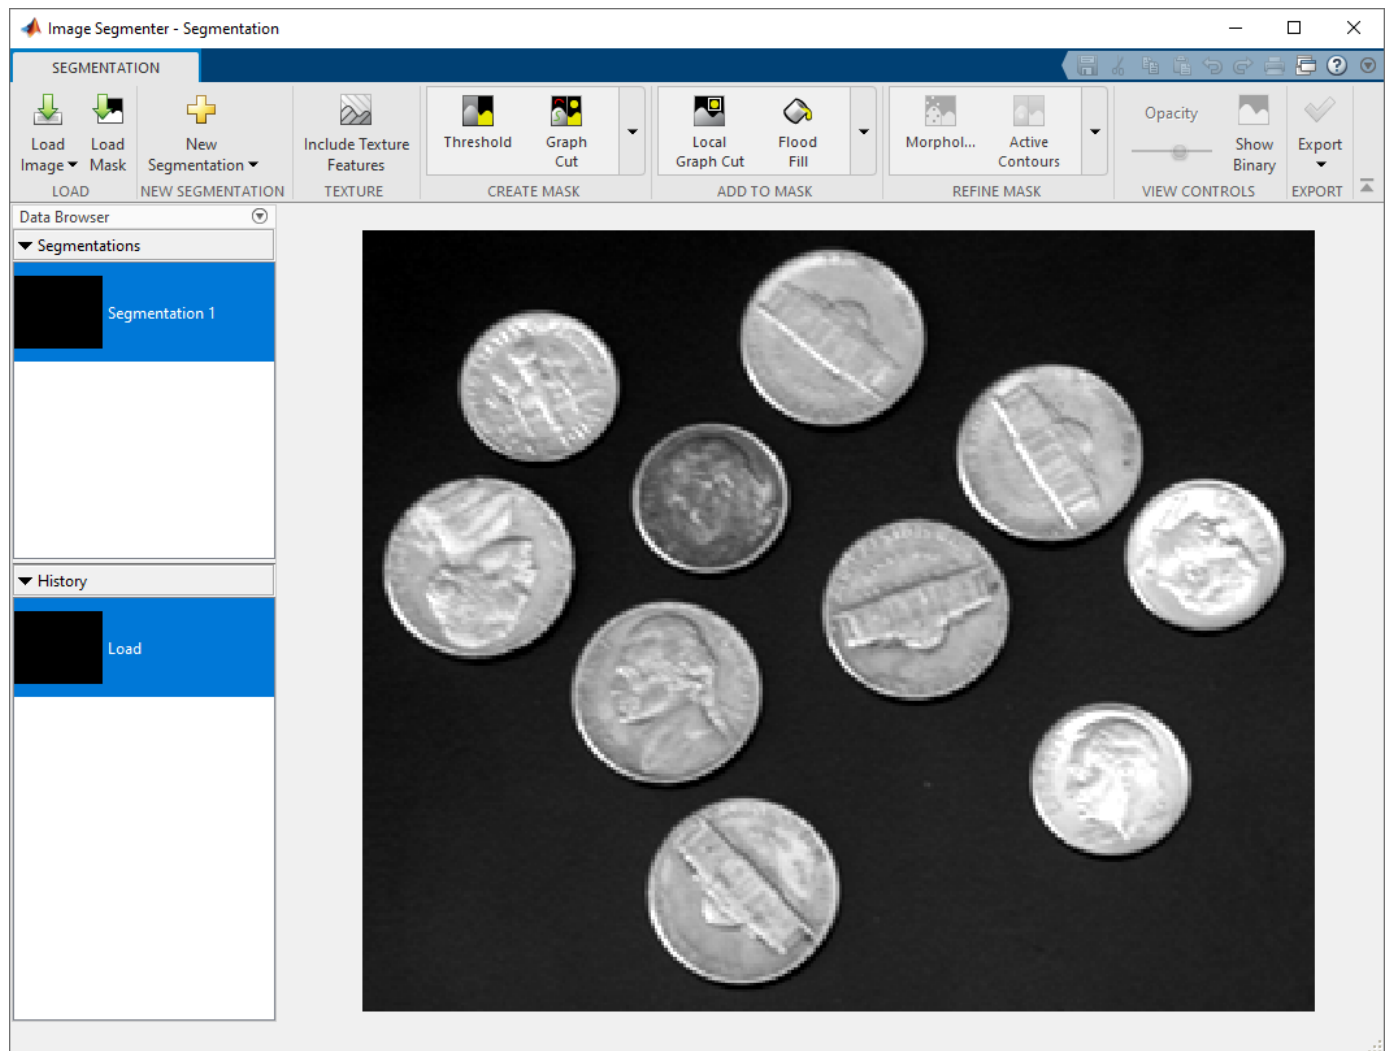 Image Segmenter - Segmentation
SEGMENTATION
Load Image
Load Mask
New Segmentation
Include Texture Features
Threshold
Graph Cut
Local Graph Cut
Flood Fill
Morphol...
Active Contours
Opacity
Show Binary
Export
LOAD
NEW SEGMENTATION
TEXTURE
CREATE MASK
ADD TO MASK
REFINE MASK
VIEW CONTROLS
EXPORT
Data Browser
Segmentations
Segmentation 1
History
Load